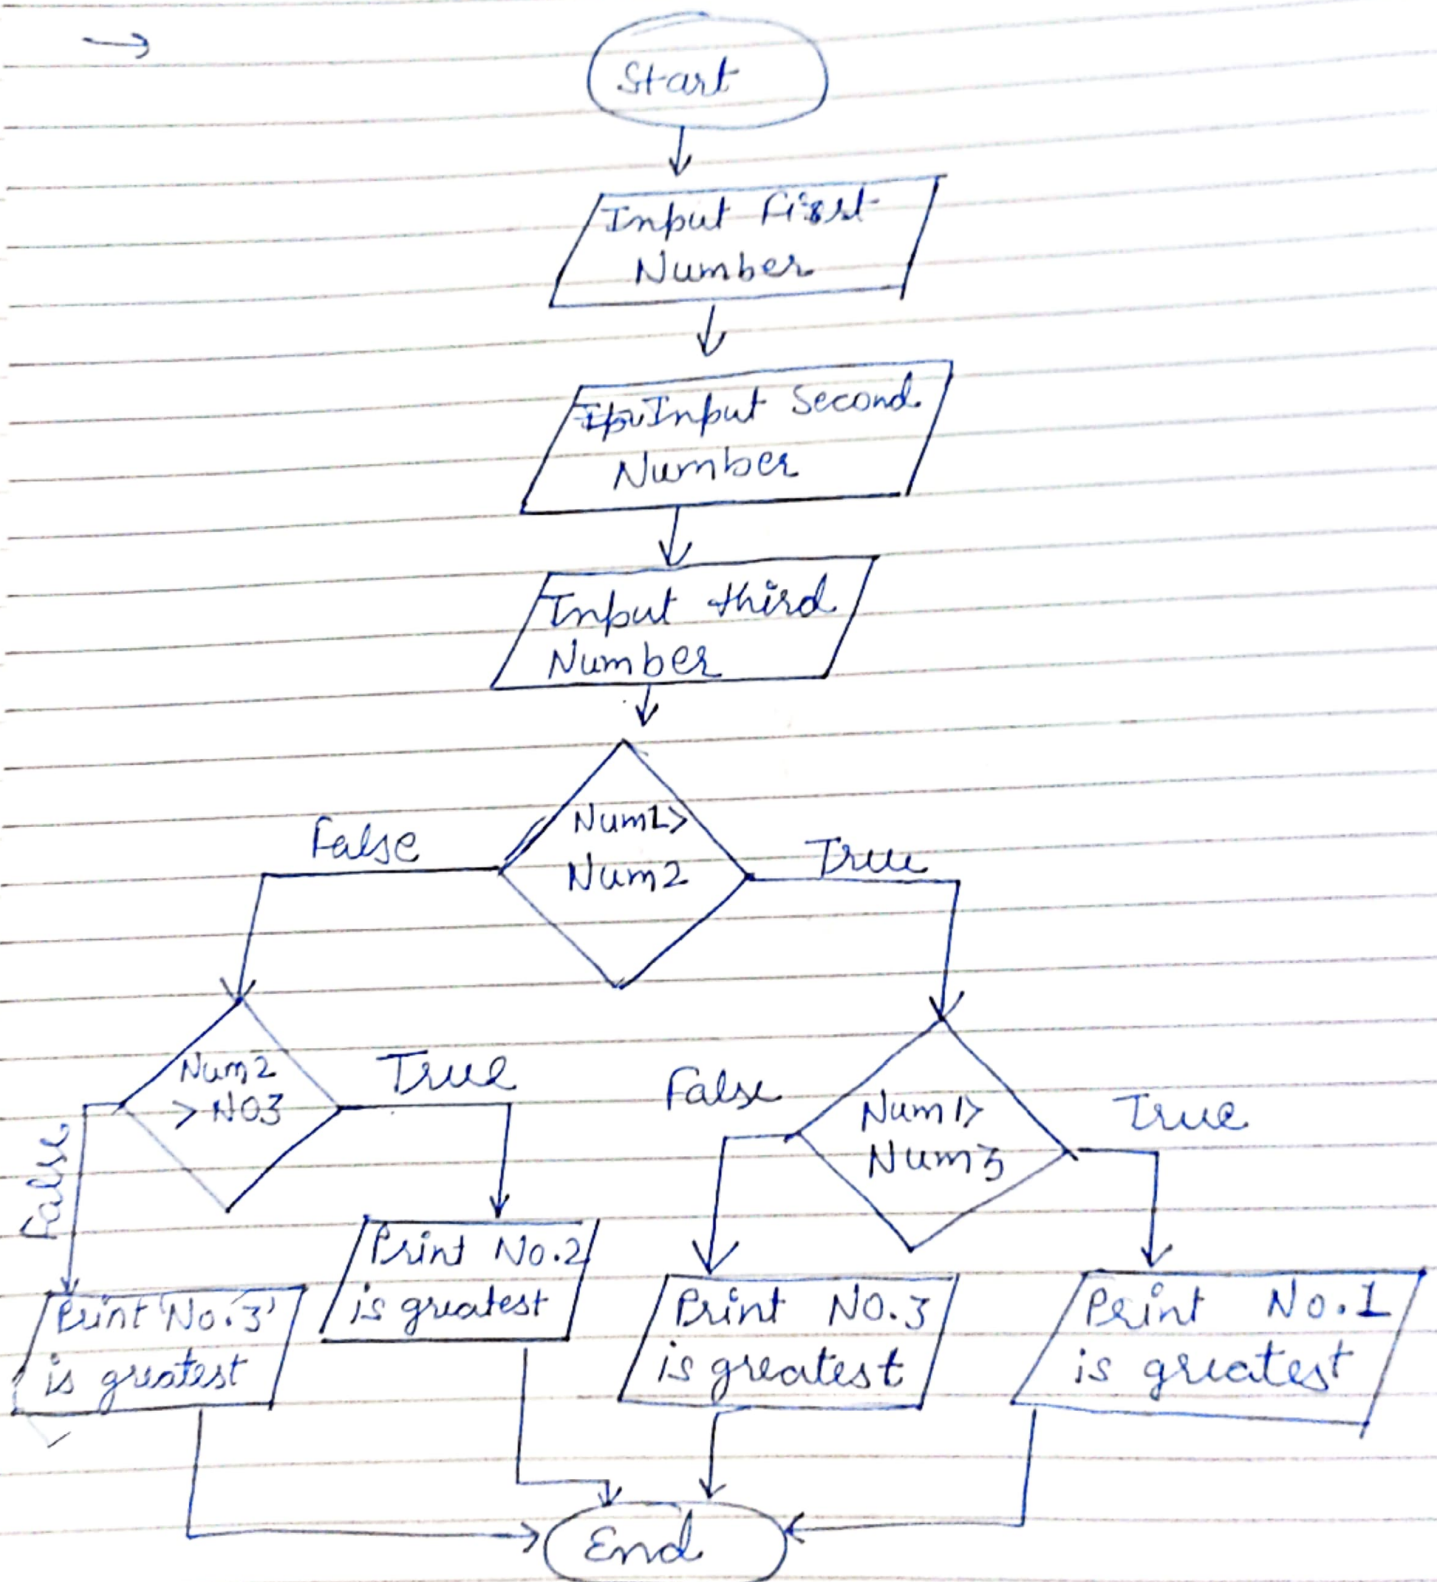 Start
Input First
Number
Input Second
Number
Input third
Number
Num1>
Num2
False
True
Num2
> NO3
True
False
False
Num1>
Num3
True
Print No.2
is greatest
Print 'No.3'
is greatest
Print NO.3
is greatest
Print No.1
is greatest
End